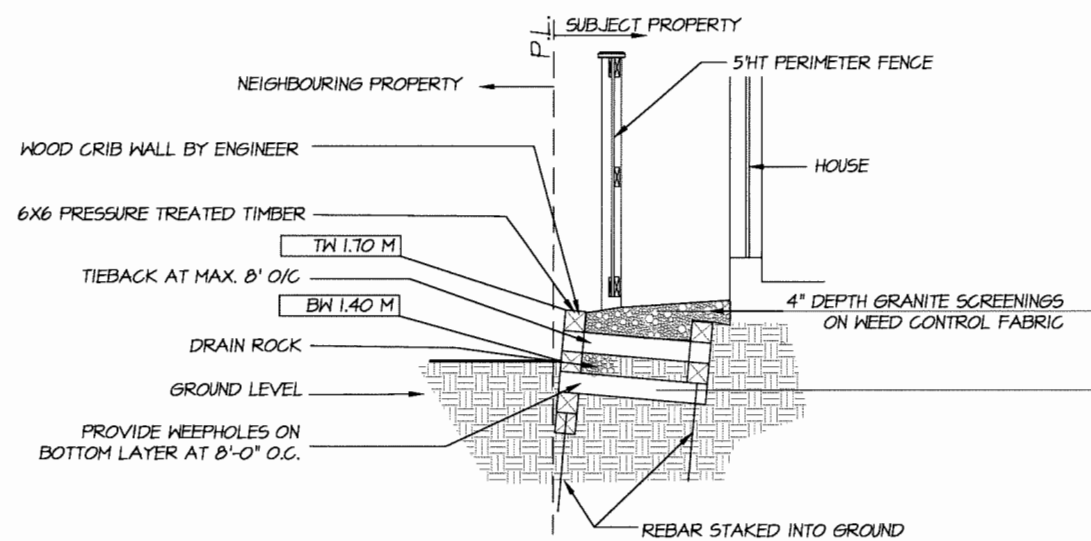 P.L.
SUBJECT PROPERTY
5'HT PERIMETER FENCE
NEIGHBOURING PROPERTY
WOOD CRIB WALL BY ENGINEER
HOUSE
6X6 PRESSURE TREATED TIMBER
TW 1.70 M
TIEBACK AT MAX. 8' O/C
BW 1.40 M
4" DEPTH GRANITE SCREENINGS
ON WEED CONTROL FABRIC
DRAIN ROCK
GROUND LEVEL
PROVIDE WEEPHOLES ON
BOTTOM LAYER AT 8'-0" O.C.
REBAR STAKED INTO GROUND